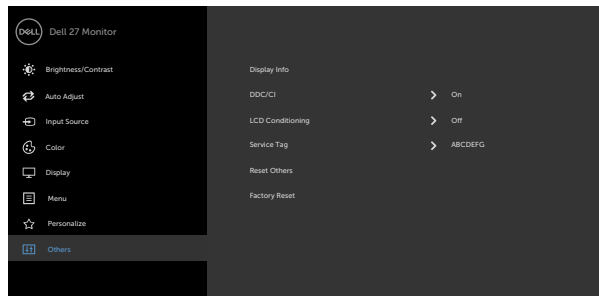 DELL Dell 27 Monitor
Brightness/Contrast
Auto Adjust
Input Source
Color
Display
Menu
Personalize
Others
Display Info
DDC/CI On
LCD Conditioning Off
Service Tag ABCDEFG
Reset Others
Factory Reset